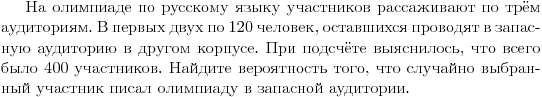 На олимпиаде по русскому языку участников рассаживают по трём
аудиториям. В первых двух по 120 человек, оставшихся проводят в запас-
ную аудиторию в другом корпусе. При подсчёте выяснилось, что всего
было 400 участников. Найдите вероятность того, что случайно выбран-
ный участник писал олимпиаду в запасной аудитории.